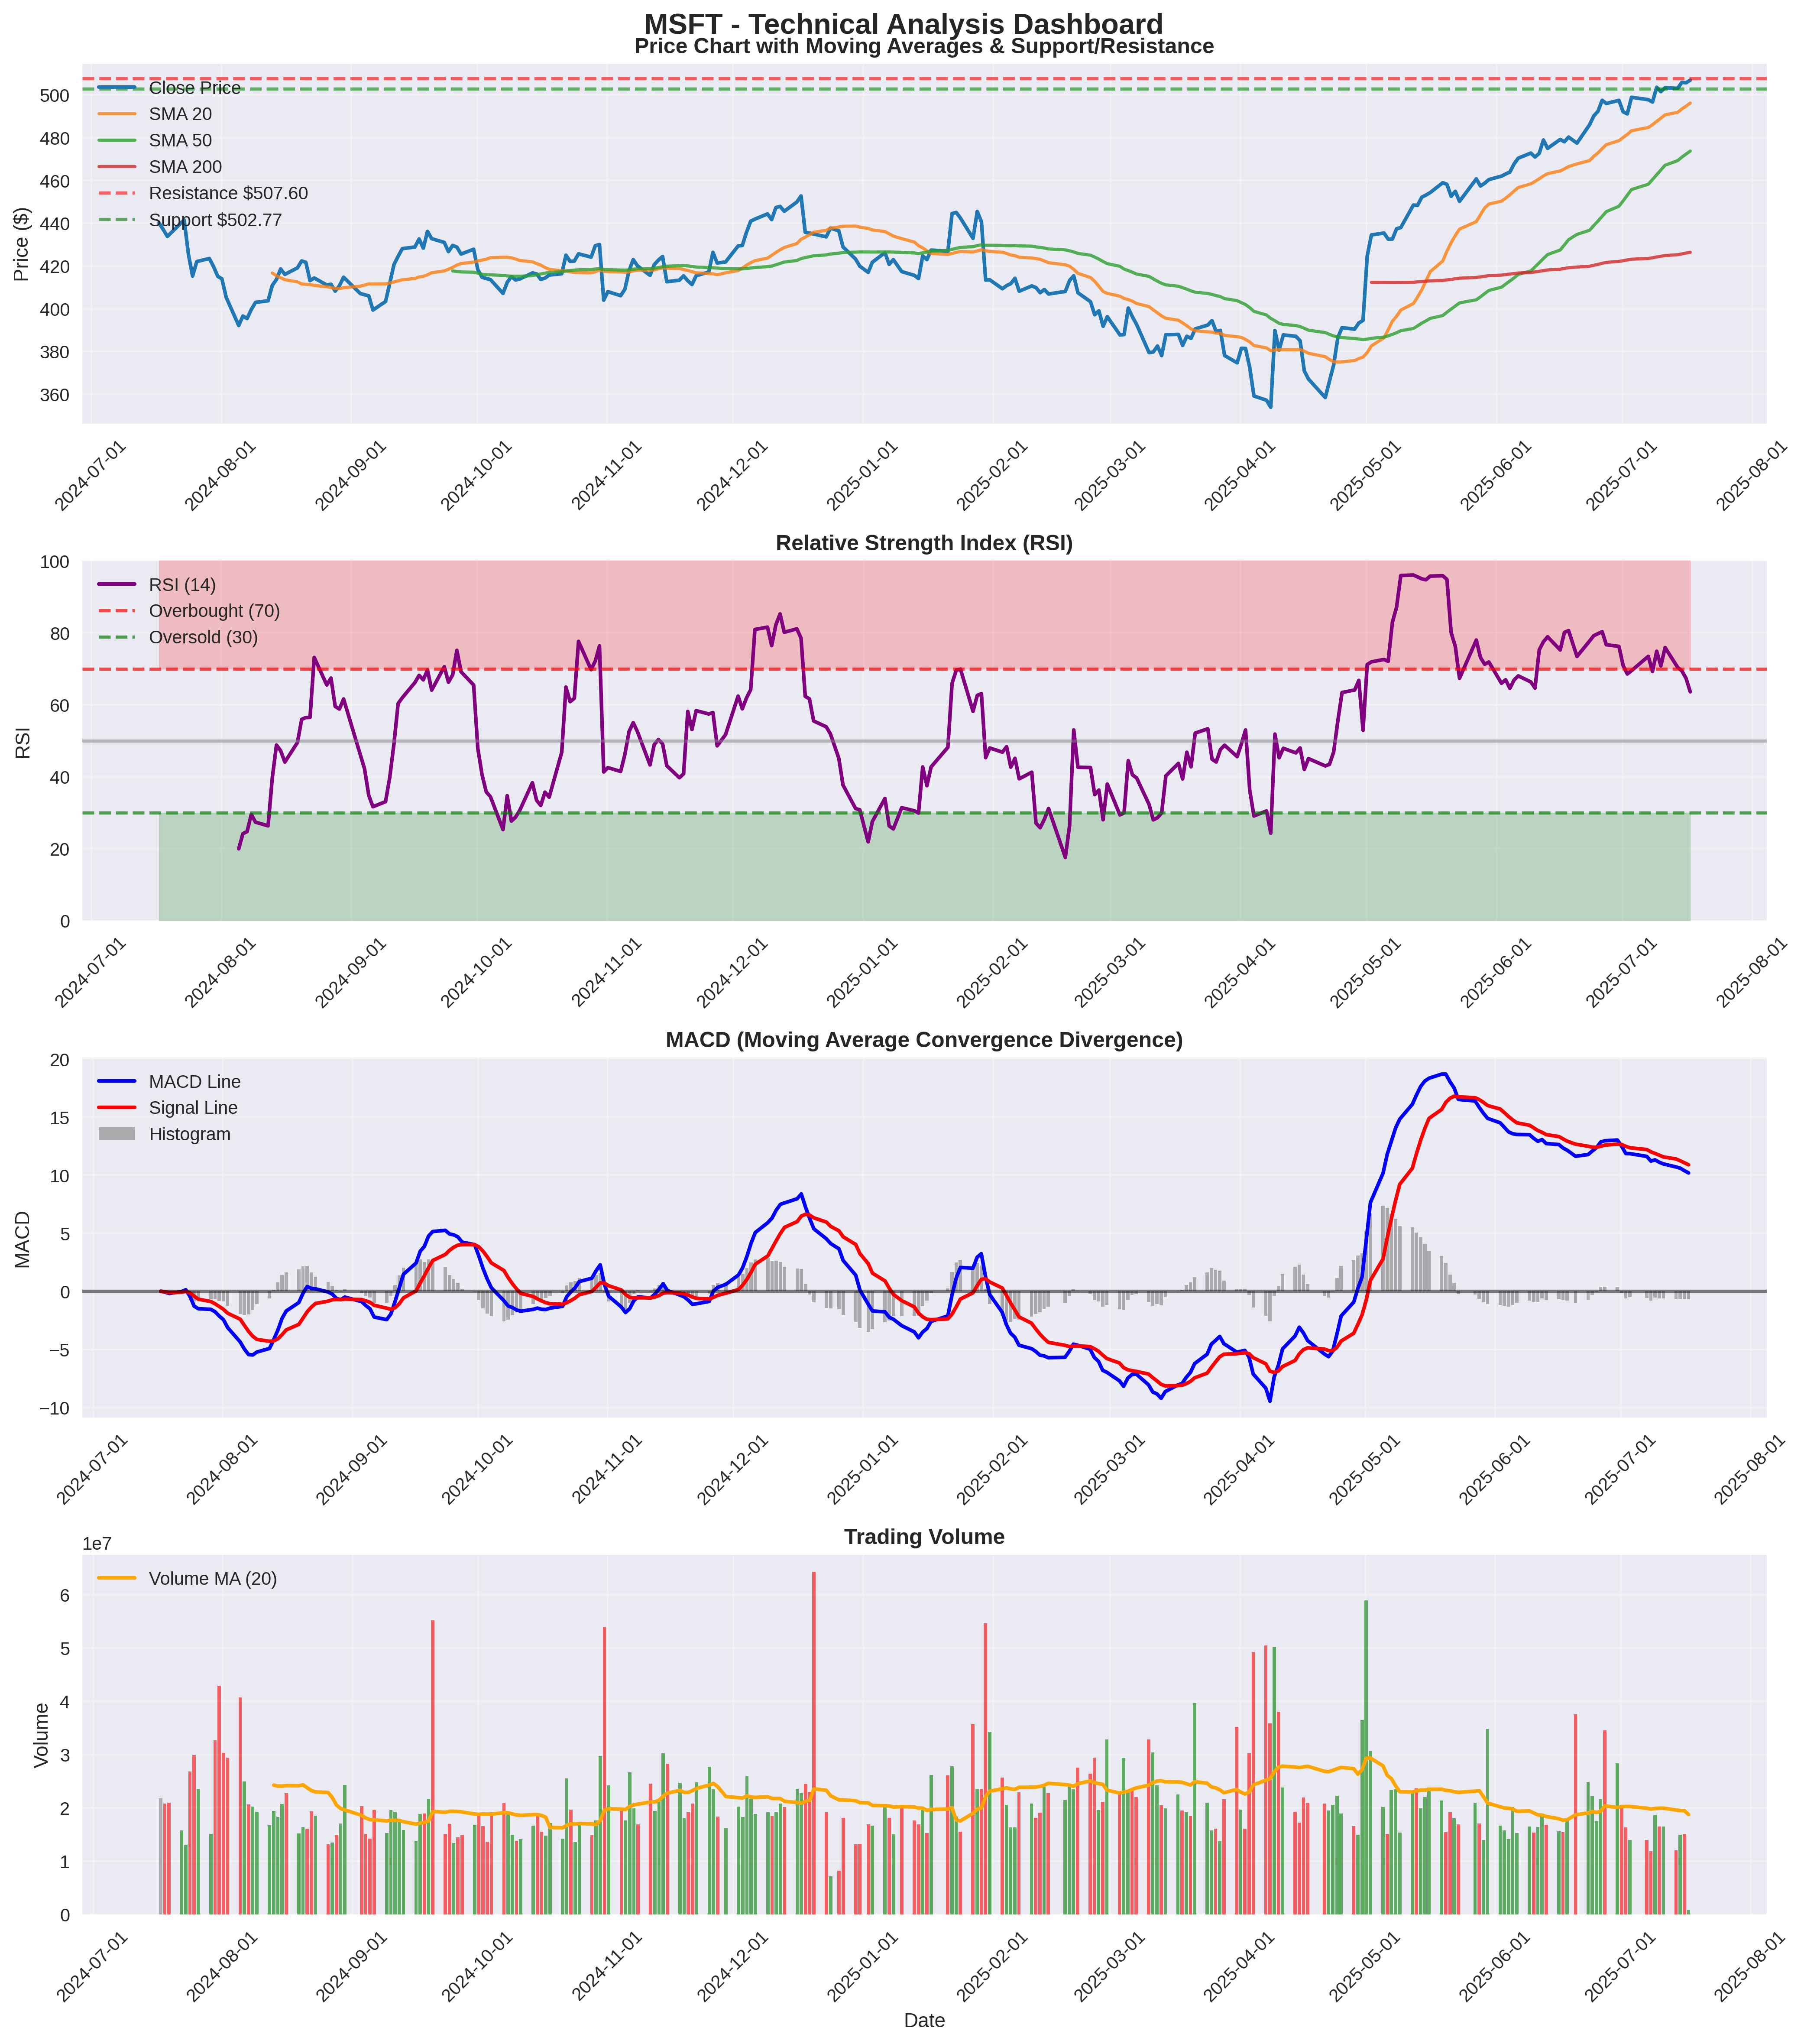 MSFT - Technical Analysis Dashboard
Price Chart with Moving Averages & Support/Resistance
Close Price
SMA 20
SMA 50
SMA 200
Resistance $507.60
Support $502.77
Price ($)
500
480
460
440
420
400
380
360
2024-07-01 2024-08-01 2024-09-01 2024-10-01 2024-11-01 2024-12-01 2025-01-01 2025-02-01 2025-03-01 2025-04-01 2025-05-01 2025-06-01 2025-07-01 2025-08-01
Relative Strength Index (RSI)
RSI (14)
Overbought (70)
Oversold (30)
RSI
100
80
60
40
20
0
2024-07-01 2024-08-01 2024-09-01 2024-10-01 2024-11-01 2024-12-01 2025-01-01 2025-02-01 2025-03-01 2025-04-01 2025-05-01 2025-06-01 2025-07-01 2025-08-01
MACD (Moving Average Convergence Divergence)
MACD Line
Signal Line
Histogram
MACD
20
15
10
5
0
−5
−10
2024-07-01 2024-08-01 2024-09-01 2024-10-01 2024-11-01 2024-12-01 2025-01-01 2025-02-01 2025-03-01 2025-04-01 2025-05-01 2025-06-01 2025-07-01 2025-08-01
Trading Volume
1e7
Volume MA (20)
Volume
6
5
4
3
2
1
0
2024-07-01 2024-08-01 2024-09-01 2024-10-01 2024-11-01 2024-12-01 2025-01-01 2025-02-01 2025-03-01 2025-04-01 2025-05-01 2025-06-01 2025-07-01 2025-08-01
Date